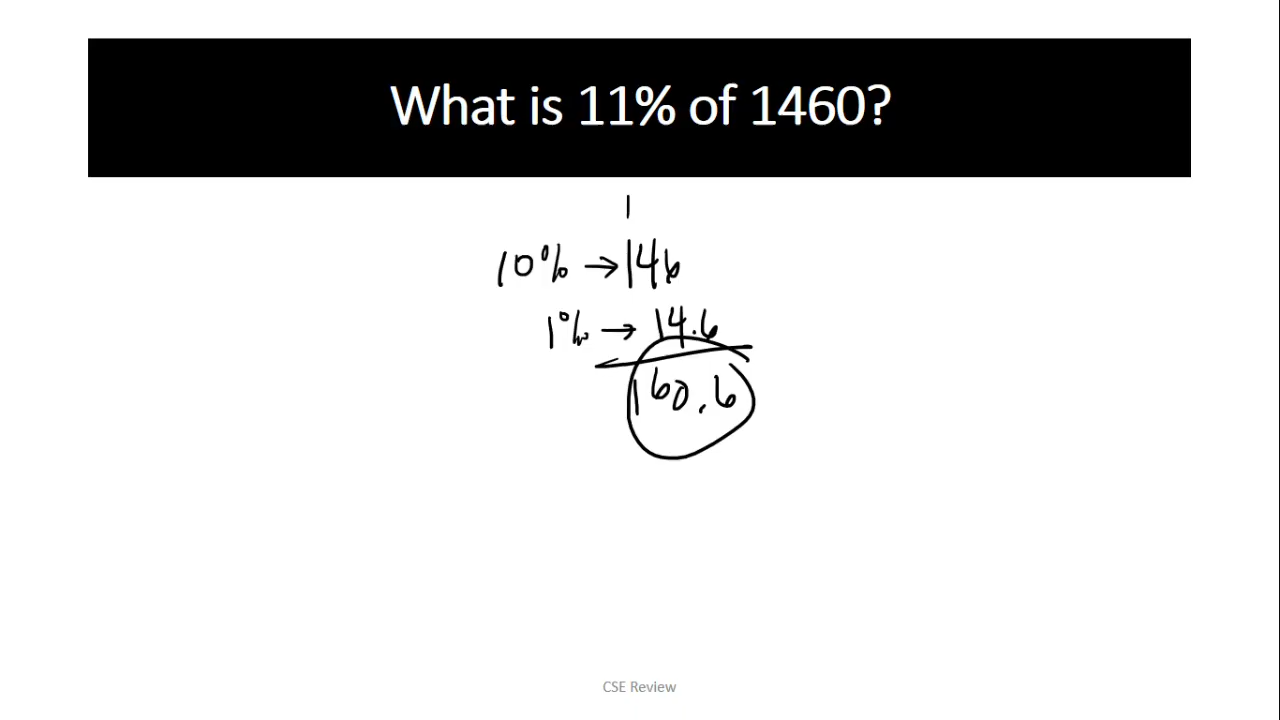 What is 11% of 1460?
1
10% → 146
1% → 14.6
160.6
CSE Review